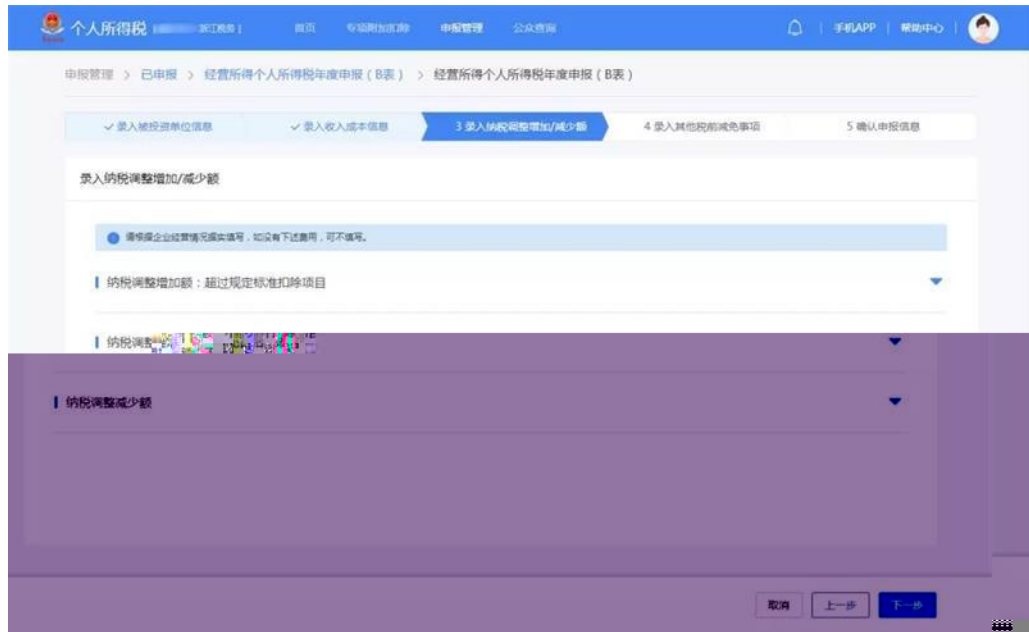 个人所得税 浙江税务] 首页 专项附加扣除 申报管理 公众查询 手机APP 帮助中心
申报管理 > 已申报 > 经营所得个人所得税年度申报(B表) > 经营所得个人所得税年度申报(B表)
✓ 录入被投资单位信息 ✓ 录入收入成本信息 3 录入纳税调整增加/减少额 4 录入其他税前减免事项 5 确认申报信息
录入纳税调整增加/减少额
请根据企业经营情况据实填写,如没有下述费用,可不填写。
纳税调整增加额:超过规定标准扣除项目
纳税调整
纳税调整减少额
取消 上一步 下一步